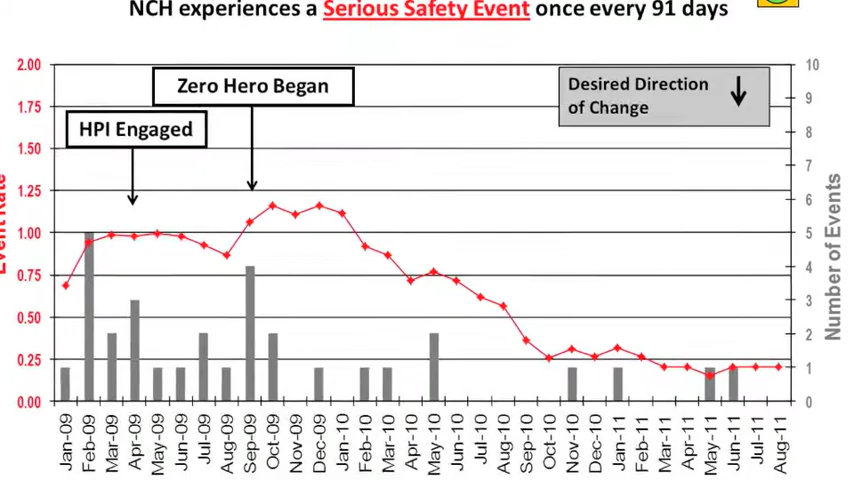 NCH experiences a Serious Safety Event once every 91 days
Zero Hero Began
HPI Engaged
Desired Direction
of Change
Event Rate
2.00
1.75
1.50
1.25
1.00
0.75
0.50
0.25
0.00
10
9
8
7
6
5
4
3
2
1
0
Number of Events
Jan-09
Feb-09
Mar-09
Apr-09
May-09
Jun-09
Jul-09
Aug-09
Sep-09
Oct-09
Nov-09
Dec-09
Jan-10
Feb-10
Mar-10
Apr-10
May-10
Jun-10
Jul-10
Aug-10
Sep-10
Oct-10
Nov-10
Dec-10
Jan-11
Feb-11
Mar-11
Apr-11
May-11
Jun-11
Jul-11
Aug-11